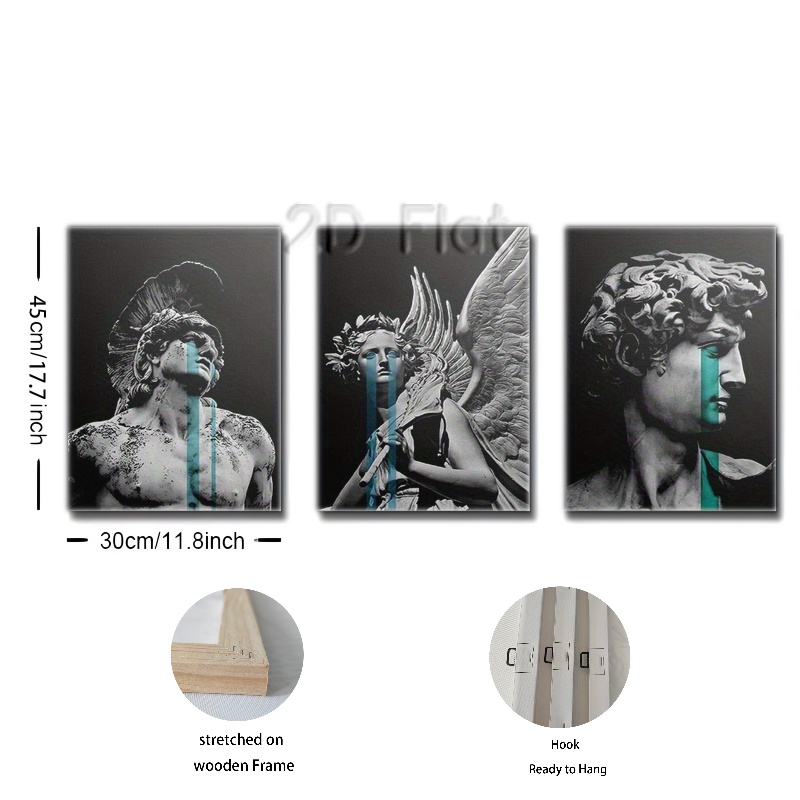 2D Flat
45cm/17.7inch
30cm/11.8inch
stretched on
wooden Frame
Hook
Ready to Hang